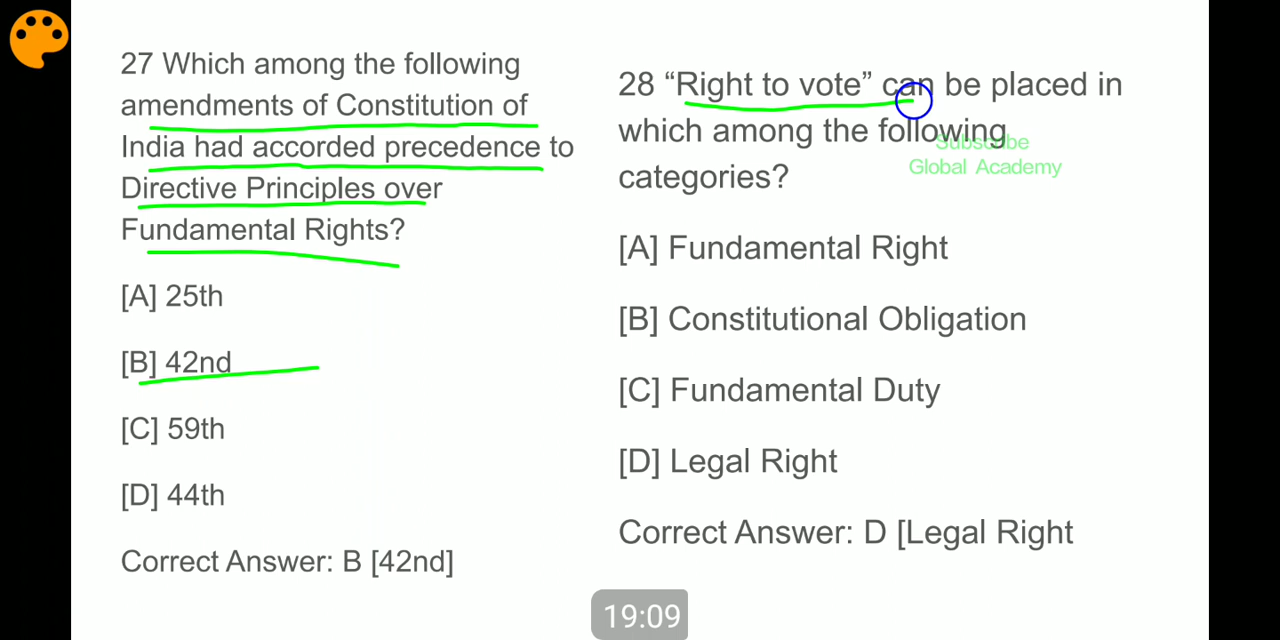 27 Which among the following
amendments of Constitution of
India had accorded precedence to
Directive Principles over
Fundamental Rights?
[A] 25th
[B] 42nd
[C] 59th
[D] 44th
Correct Answer: B [42nd]
28 “Right to vote” can be placed in
which among the following
categories?
Subscribe
Global Academy
[A] Fundamental Right
[B] Constitutional Obligation
[C] Fundamental Duty
[D] Legal Right
Correct Answer: D [Legal Right
19:09